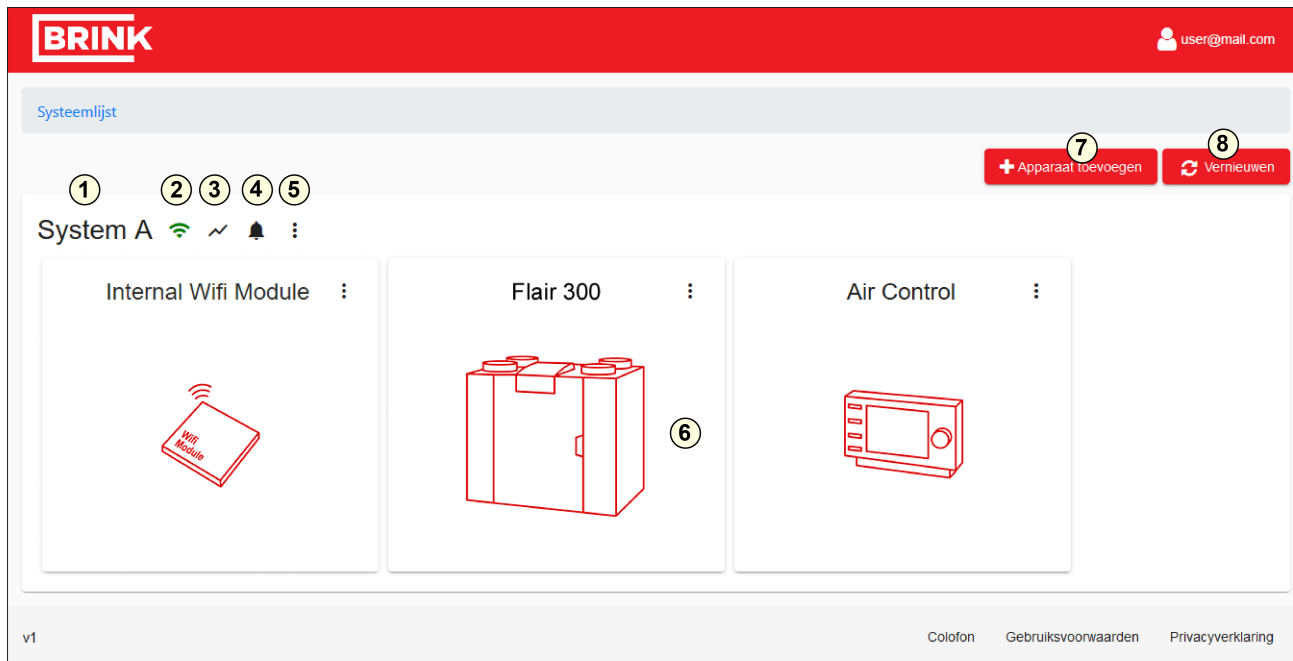 BRINK
user@mail.com
Systeemlijst
7
8
Apparaat toevoegen
Vernieuwen
1
2
3
4
5
System A
Internal Wifi Module
Flair 300
Air Control
Wifi
Module
6
v1
Colofon
Gebruiksvoorwaarden
Privacyverklaring